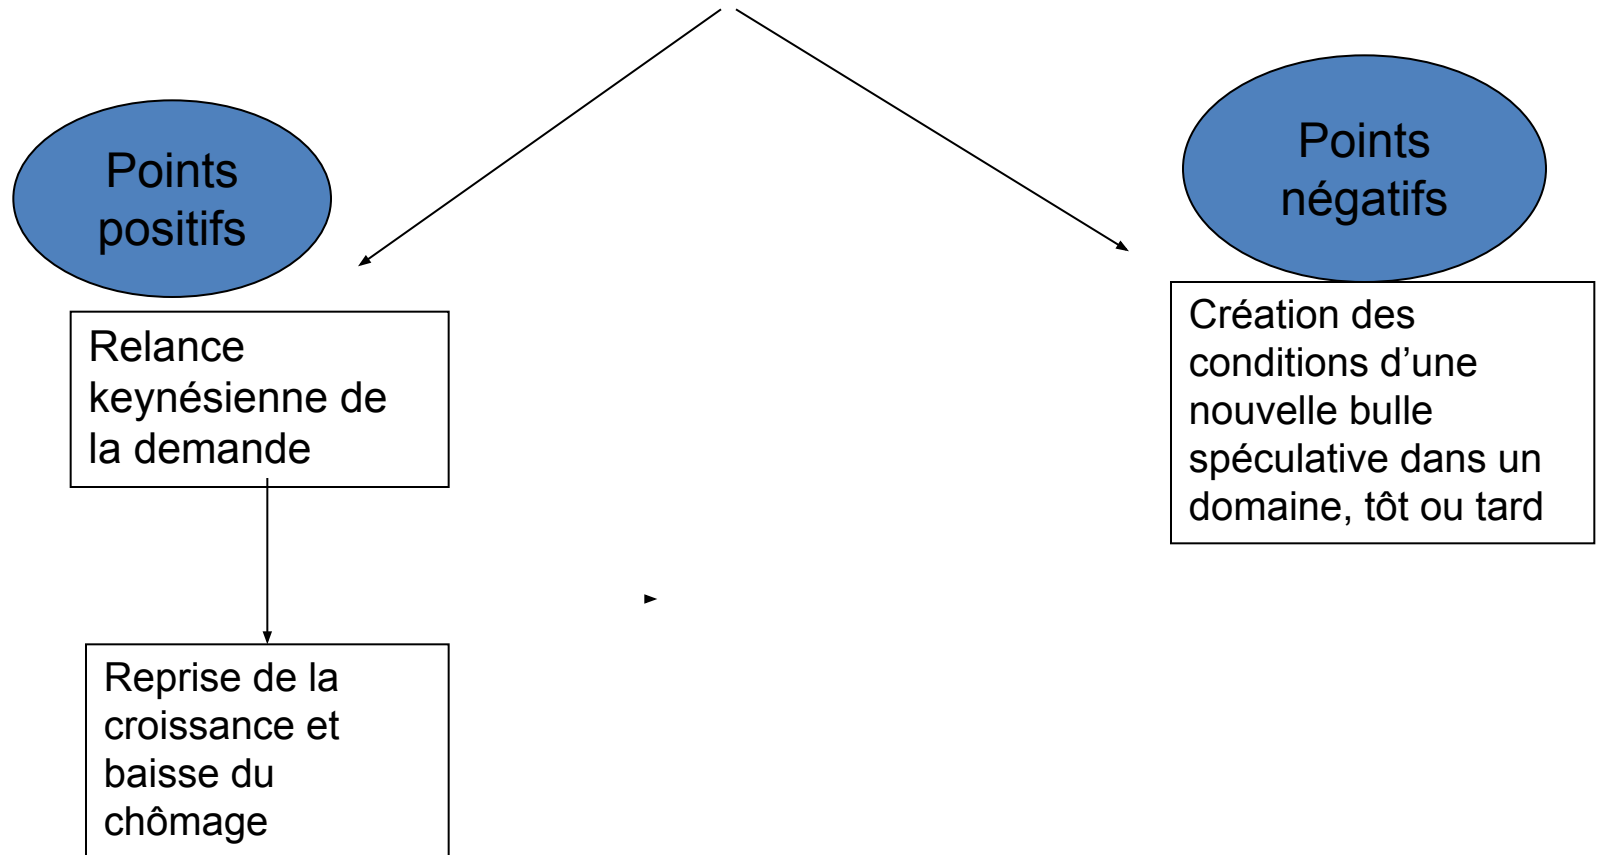 Points
positifs
Relance
keynésienne de
la demande
Reprise de la
croissance et
baisse du
chômage
Points
négatifs
Création des
conditions d’une
nouvelle bulle
spéculative dans un
domaine, tôt ou tard